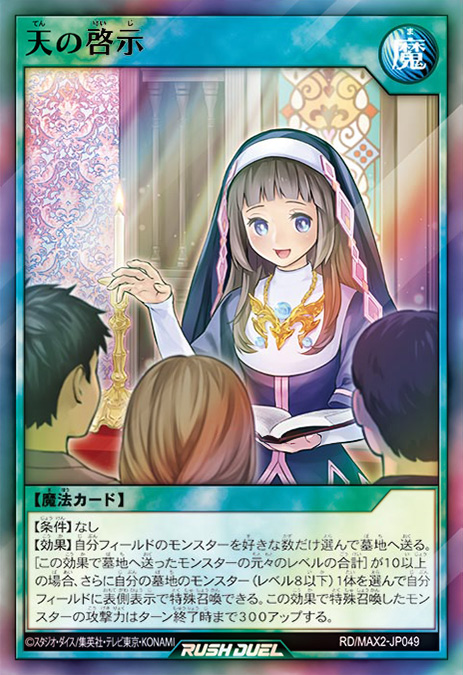 天の啓示
魔
【魔法カード】
【条件】なし
【効果】自分フィールドのモンスターを好きな数だけ選んで墓地へ送る。
［この効果で墓地へ送ったモンスターの元々のレベルの合計］が10以上
の場合、さらに自分の墓地のモンスター（レベル8以下）1体を選んで自分
フィールドに表側表示で特殊召喚できる。この効果で特殊召喚したモン
スターの攻撃力はターン終了時まで300アップする。
©スタジオ・ダイス/集英社・テレビ東京・KONAMI
RUSH DUEL
RD/MAX2-JP049